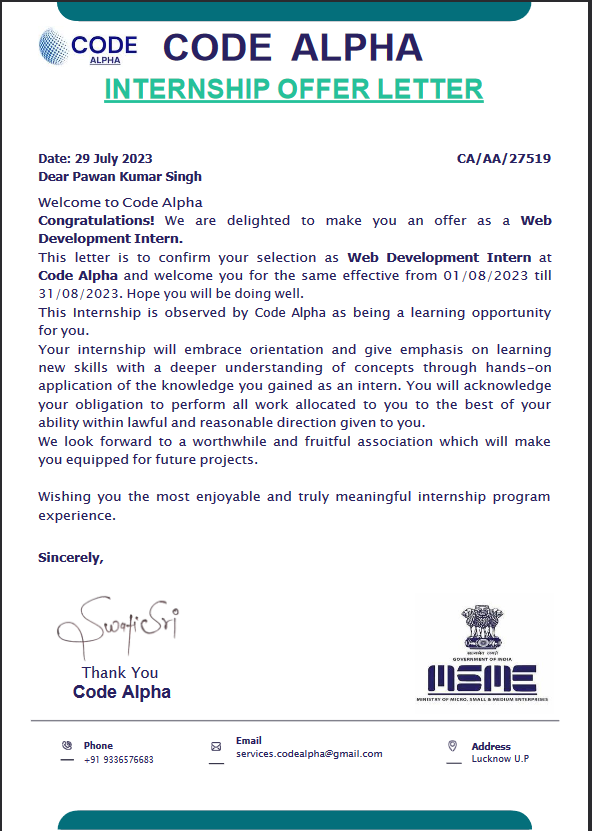 CODE
ALPHA
CODE ALPHA
INTERNSHIP OFFER LETTER
Date: 29 July 2023
CA/AA/27519
Dear Pawan Kumar Singh
Welcome to Code Alpha
Congratulations! We are delighted to make you an offer as a Web
Development Intern.
This letter is to confirm your selection as Web Development Intern at
Code Alpha and welcome you for the same effective from 01/08/2023 till
31/08/2023. Hope you will be doing well.
This Internship is observed by Code Alpha as being a learning opportunity
for you.
Your internship will embrace orientation and give emphasis on learning
new skills with a deeper understanding of concepts through hands-on
application of the knowledge you gained as an intern. You will acknowledge
your obligation to perform all work allocated to you to the best of your
ability within lawful and reasonable direction given to you.
We look forward to a worthwhile and fruitful association which will make
you equipped for future projects.
Wishing you the most enjoyable and truly meaningful internship program
experience.
Sincerely,
Swati Sri
Thank You
Code Alpha
सत्यमेव जयते
GOVERNMENT OF INDIA
MSME
MINISTRY OF MICRO, SMALL & MEDIUM ENTERPRISES
Phone
+91 9336576683
Email
services.codealpha@gmail.com
Address
Lucknow U.P